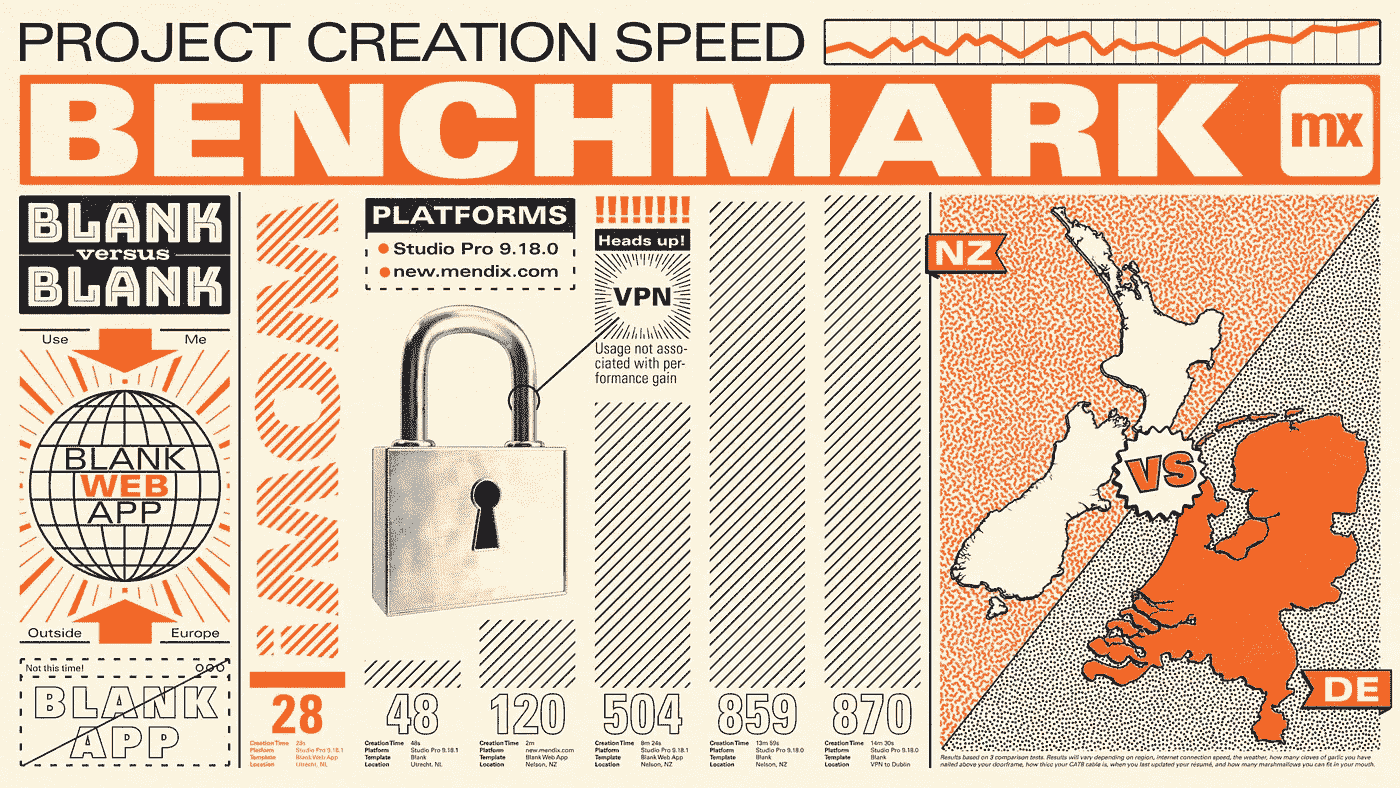 PROJECT CREATION SPEED
BENCHMARK
mx
BLANK
versus
BLANK
Use
Me
BLANK
WEB
APP
Outside
Europe
Not this time!
BLANK
APP
WOMWi
28
Creation Time 28s
Platform Studio Pro 9.18.1
Template Blank Web App
Location Utrecht, NL
PLATFORMS
Studio Pro 9.18.0
new.mendix.com
48
Creation Time 48s
Platform Studio Pro 9.18.1
Template Blank
Location Utrecht, NL
120
Creation Time 2m
Platform new.mendix.com
Template Blank Web App
Location Nelson, NZ
!!!!!!!!
Heads up!
VPN
Usage not asso-
ciated with per-
formance gain
504
Creation Time 8m 24s
Platform Studio Pro 9.18.1
Template Blank Web App
Location Nelson, NZ
859
Creation Time 13m 59s
Platform Studio Pro 9.18.0
Template Blank
Location Nelson, NZ
870
Creation Time 14m 30s
Platform Studio Pro 9.18.0
Template Blank
Location VPN to Dublin
NZ
VS
DE
Results based on 3 comparison tests. Results will vary depending on region, internet connection speed, the weather, how many cloves of garlic you have
nailed above your doorframe, how thicc your CAT8 cable is, when you last updated your resumé, and how many marshmallows you can fit in your mouth.